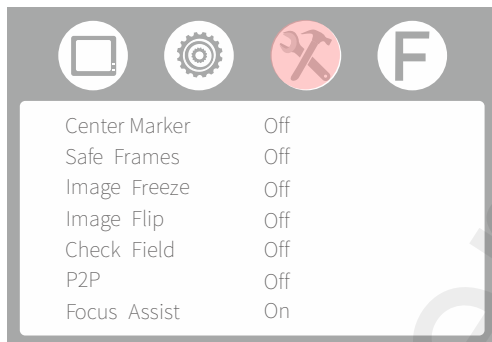 F
Center Marker Off
Safe Frames Off
Image Freeze Off
Image Flip Off
Check Field Off
P2P Off
Focus Assist On